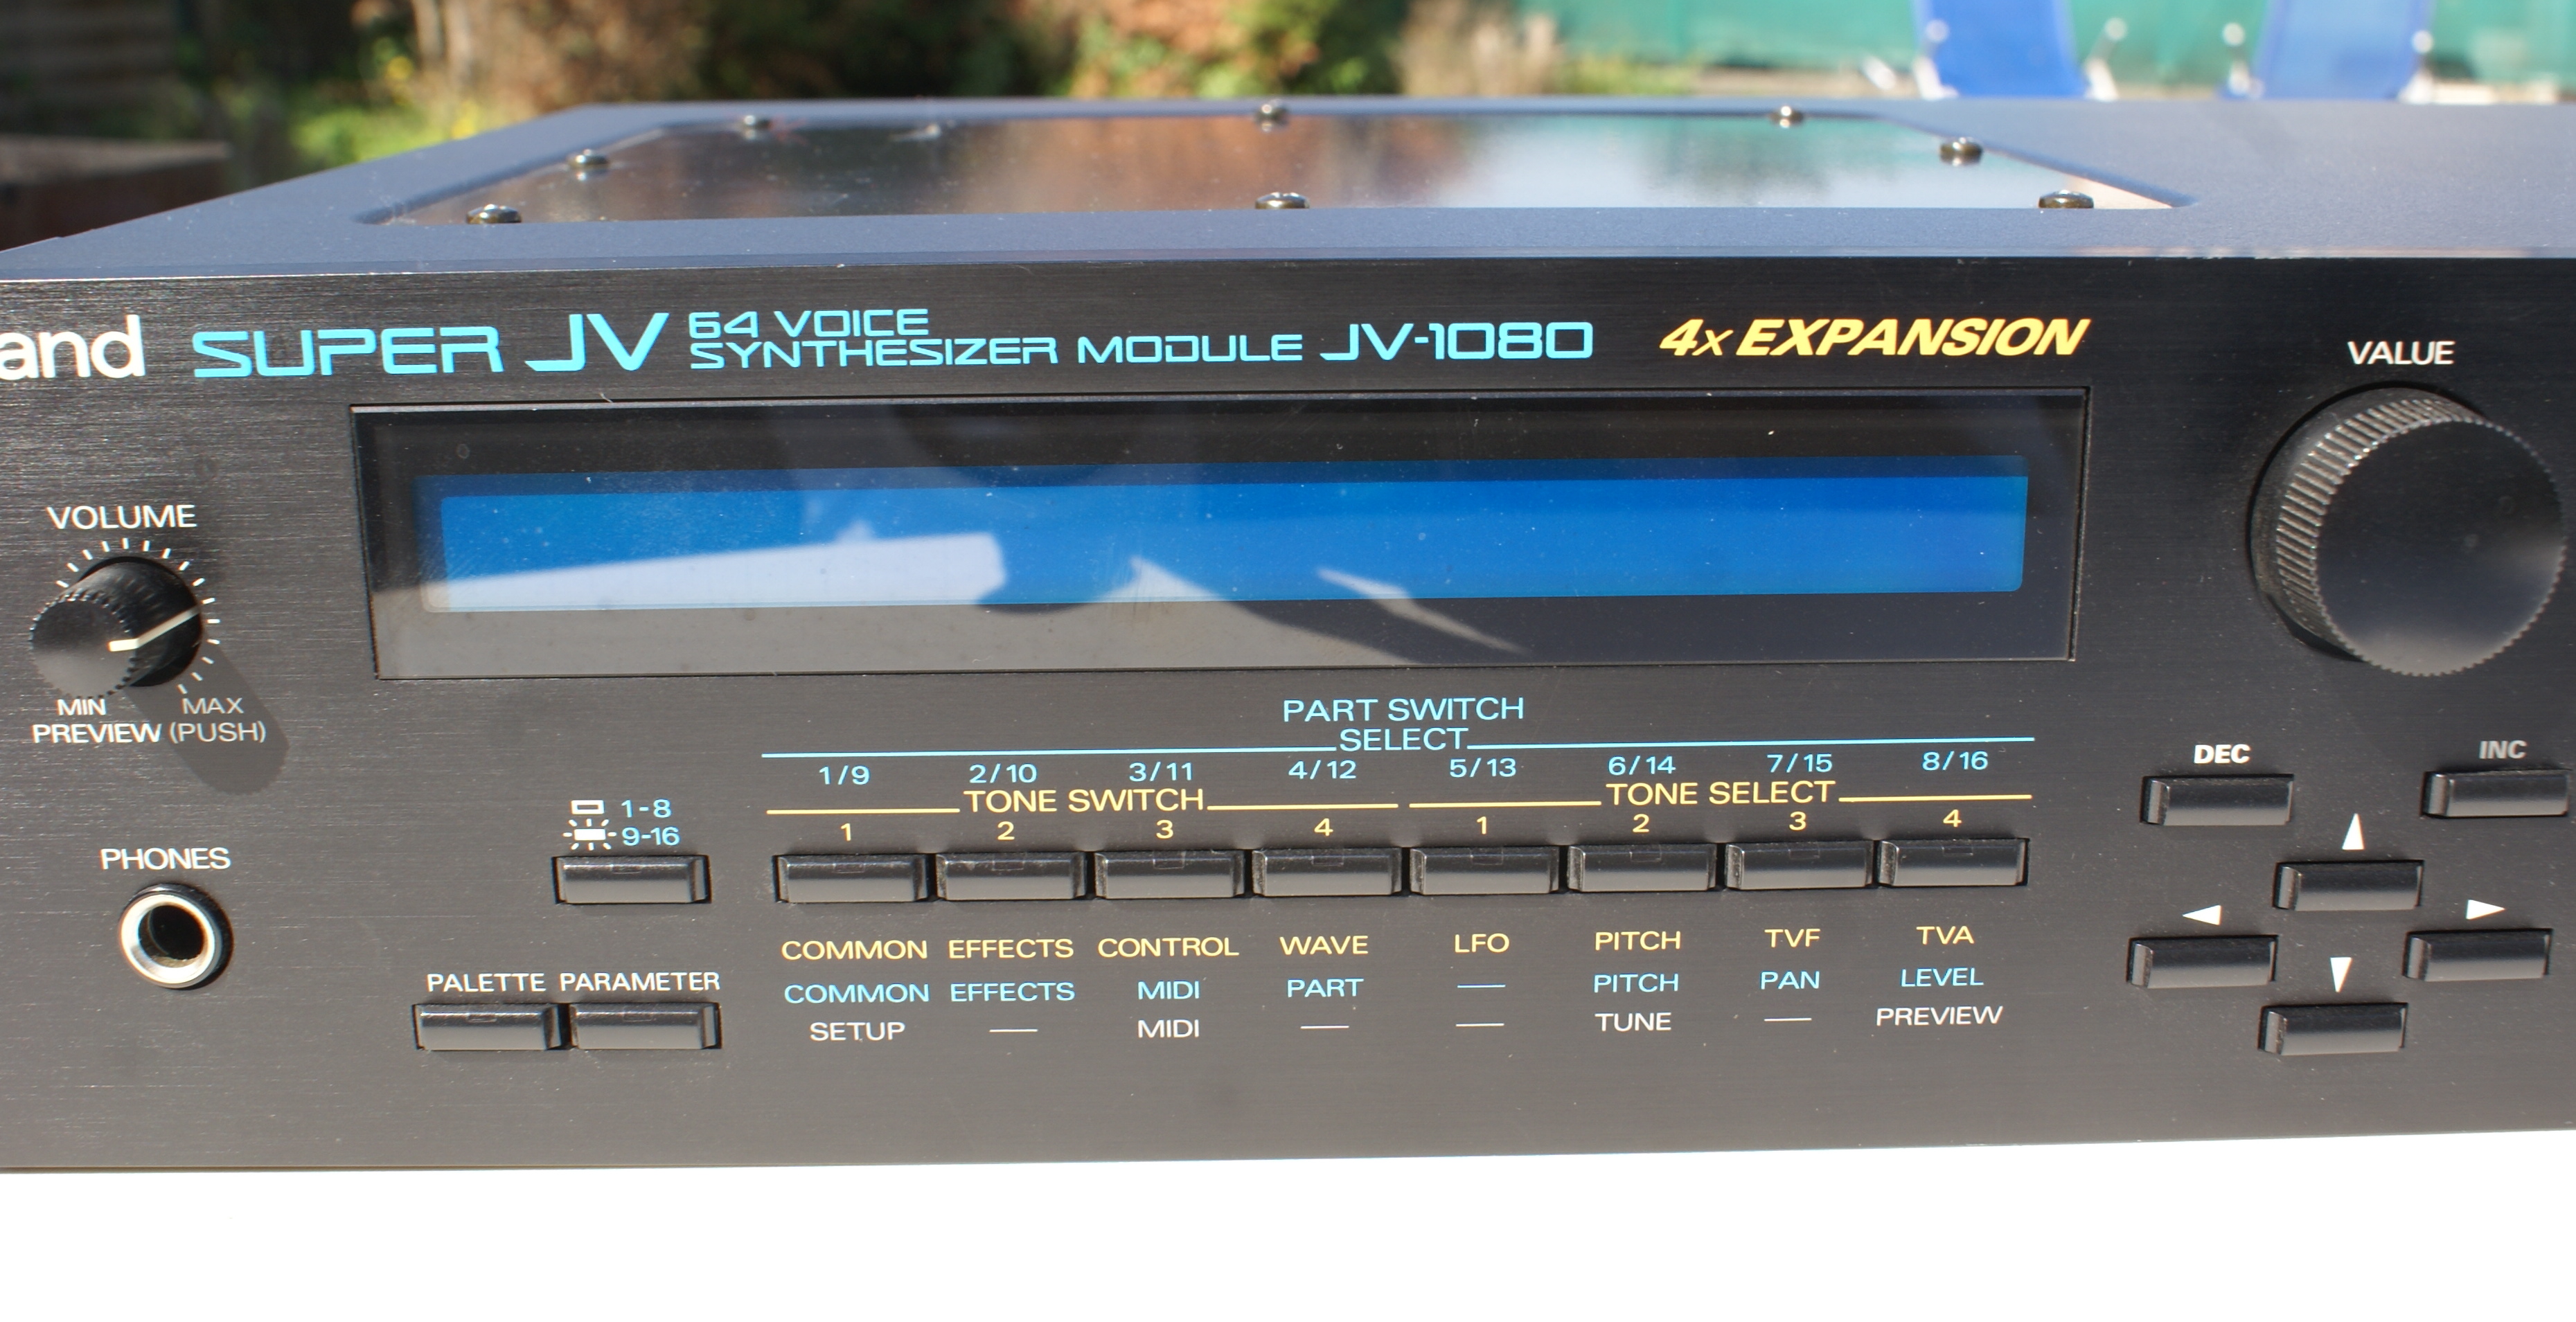 and SUPER JV 64 VOICE SYNTHESIZER MODULE JV-1080 4x EXPANSION
VALUE
VOLUME
MIN MAX
PREVIEW (PUSH)
PART SWITCH
SELECT
1/9 2/10 3/11 4/12 5/13 6/14 7/15 8/16
TONE SWITCH TONE SELECT
1 2 3 4 1 2 3 4
1-8
9-16
DEC INC
PHONES
PALETTE PARAMETER
COMMON EFFECTS CONTROL WAVE LFO PITCH TVF TVA
COMMON EFFECTS MIDI PART — PITCH PAN LEVEL
SETUP — MIDI — — TUNE — PREVIEW